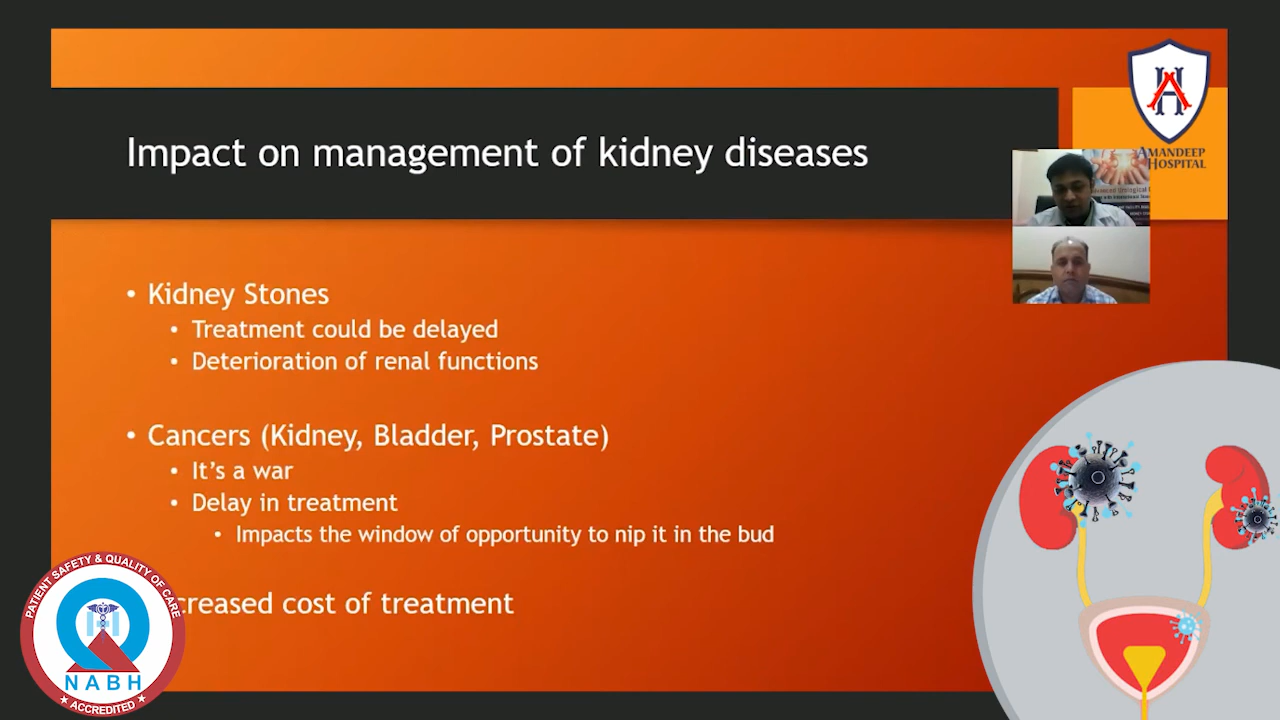 Impact on management of kidney diseases
AMANDEEP
HOSPITAL
• Kidney Stones
• Treatment could be delayed
• Deterioration of renal functions
• Cancers (Kidney, Bladder, Prostate)
• It's a war
• Delay in treatment
• Impacts the window of opportunity to nip it in the bud
creased cost of treatment
PATIENT SAFETY & QUALITY OF CARE
NABH
★ ACCREDITED ★